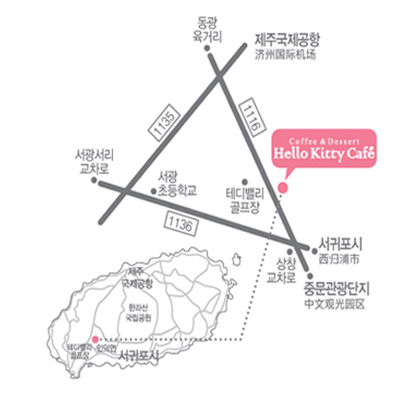 동광
육거리
제주국제공항
济州国际机场
1135
1116
Coffee & Dessert
Hello Kitty Café
서광서리
교차로
서광
초등학교
테디밸리
골프장
1136
서귀포시
西归浦市
상창
교차로
중문관광단지
中文观光园区
제주
국제공항
한라산
국립공원
테디밸리
골프장
안덕면
서귀포시